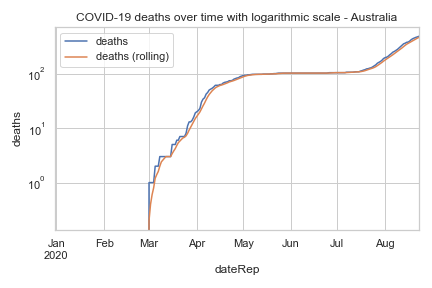 COVID-19 deaths over time with logarithmic scale - Australia
deaths
deaths (rolling)
10²
10¹
10⁰
deaths
Jan Feb Mar Apr May Jun Jul Aug
2020
dateRep